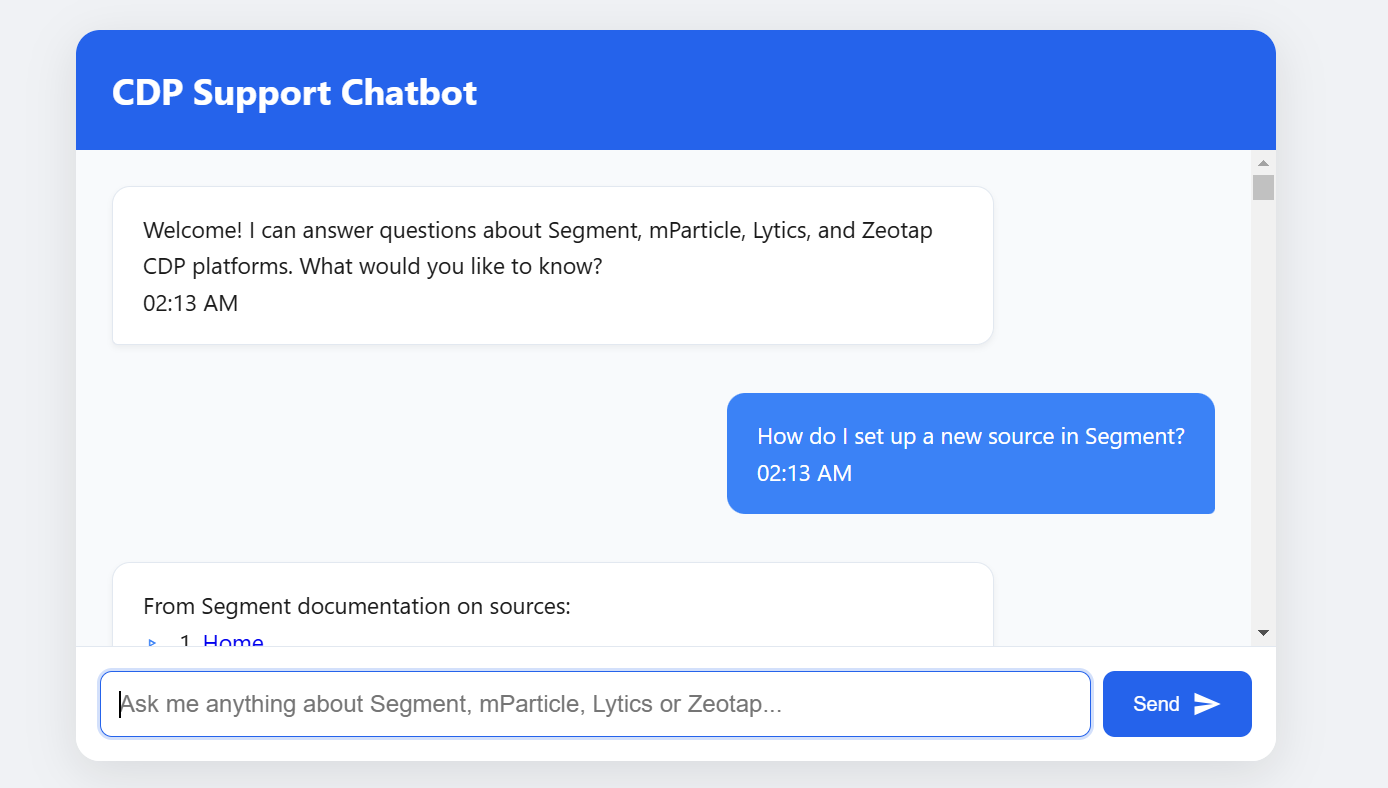 CDP Support Chatbot
Welcome! I can answer questions about Segment, mParticle, Lytics, and Zeotap
CDP platforms. What would you like to know?
02:13 AM
How do I set up a new source in Segment?
02:13 AM
From Segment documentation on sources:
1. Home
Ask me anything about Segment, mParticle, Lytics or Zeotap...
Send